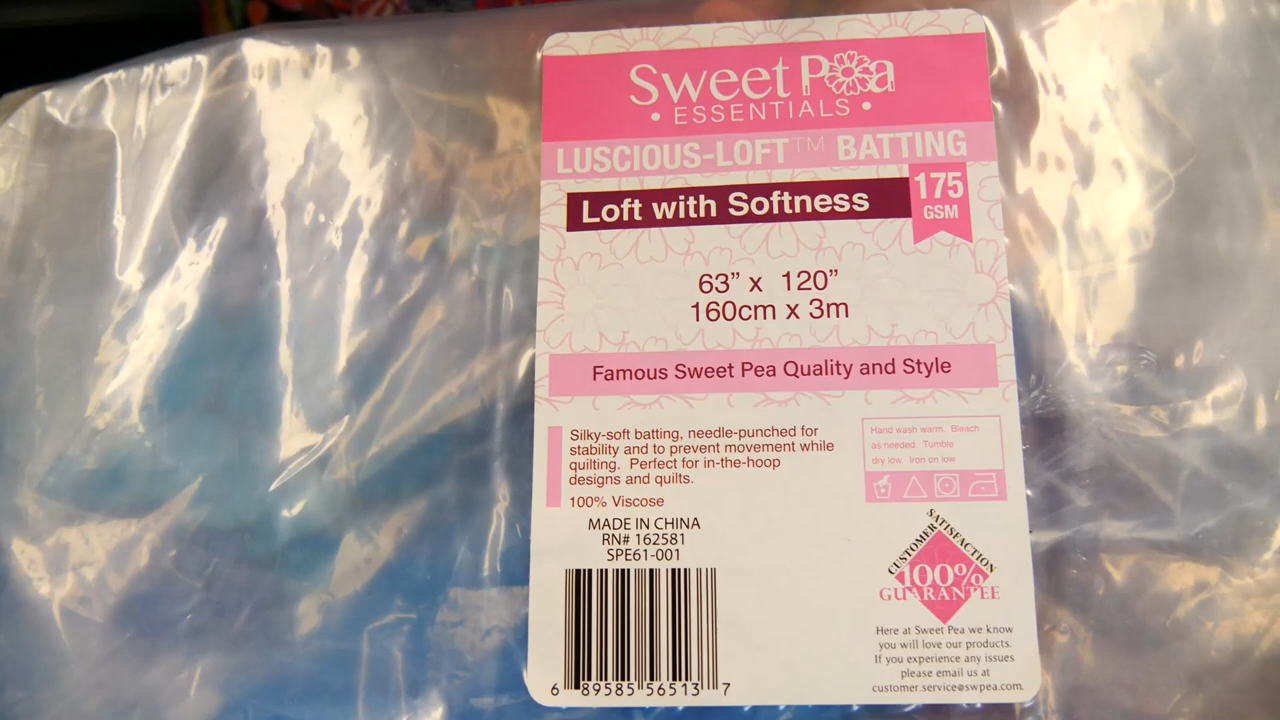 Sweet Pea
• ESSENTIALS •
LUSCIOUS-LOFT™ BATTING
Loft with Softness
175
GSM
63” x 120”
160cm x 3m
Famous Sweet Pea Quality and Style
Silky-soft batting, needle-punched for
stability and to prevent movement while
quilting. Perfect for in-the-hoop
designs and quilts.
100% Viscose
Hand wash warm. Bleach
as needed. Tumble
dry low. Iron on low
MADE IN CHINA
RN# 162581
SPE61-001
6 89585 56513 7
CUSTOMER SATISFACTION
100%
GUARANTEE
Here at Sweet Pea we know
you will love our products.
If you experience any issues
please email us at
customer.service@swpea.com.